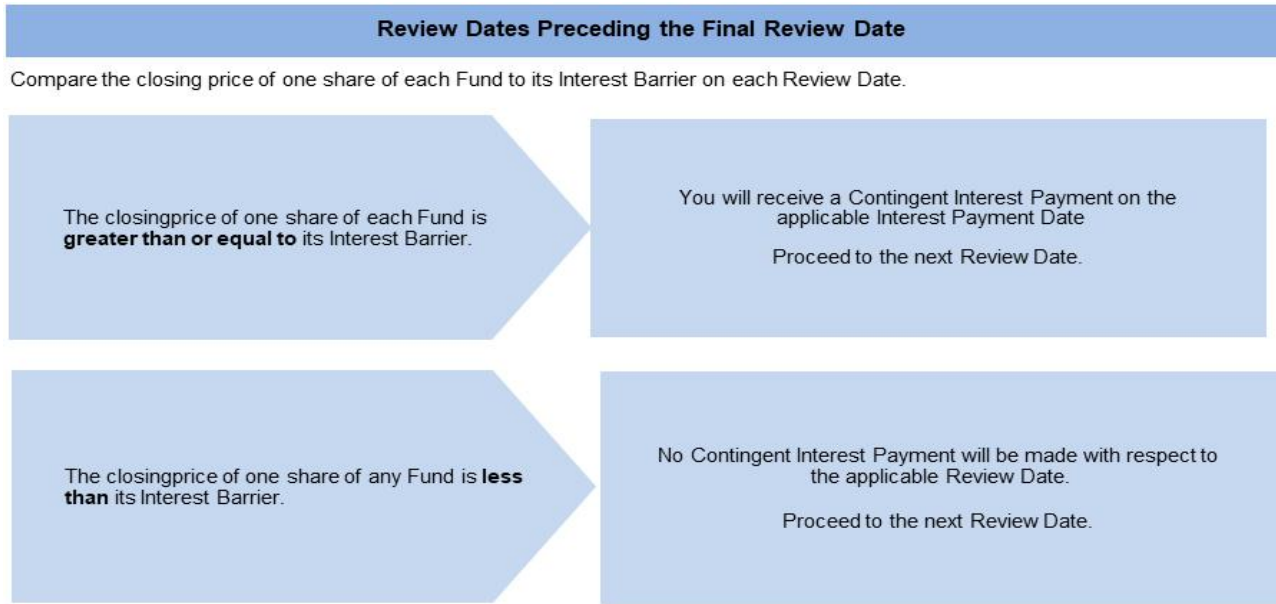 Review Dates Preceding the Final Review Date
Compare the closing price of one share of each Fund to its Interest Barrier on each Review Date.
The closingprice of one share of each Fund is
greater than or equal to its Interest Barrier.
You will receive a Contingent Interest Payment on the
applicable Interest Payment Date
Proceed to the next Review Date.
The closingprice of one share of any Fund is less
than its Interest Barrier.
No Contingent Interest Payment will be made with respect to
the applicable Review Date.
Proceed to the next Review Date.